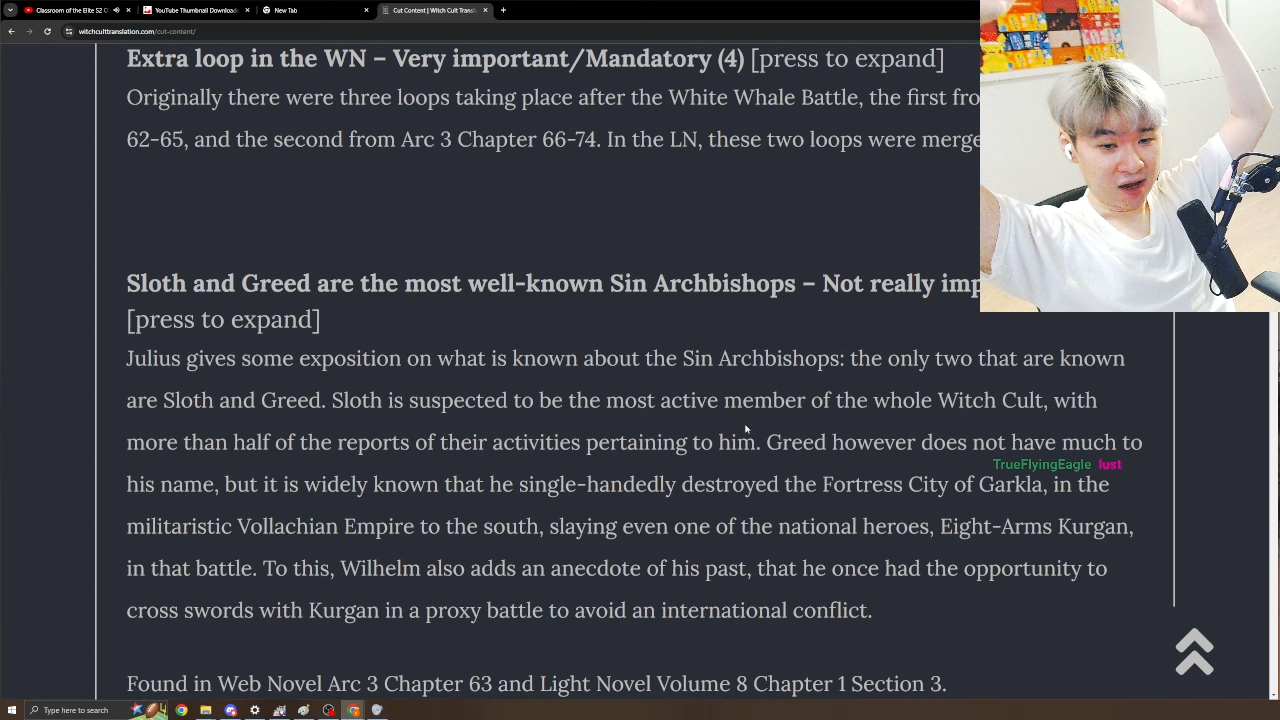 Classroom of the Elite S2 O
YouTube Thumbnail Download
New Tab
Cut Content | Witch Cult Trans
witchculttranslation.com/cut-content/
Extra loop in the WN – Very important/Mandatory (4) [press to expand]
Originally there were three loops taking place after the White Whale Battle, the first fro
62-65, and the second from Arc 3 Chapter 66-74. In the LN, these two loops were merge
Sloth and Greed are the most well-known Sin Archbishops – Not really imp
[press to expand]
Julius gives some exposition on what is known about the Sin Archbishops: the only two that are known
are Sloth and Greed. Sloth is suspected to be the most active member of the whole Witch Cult, with
more than half of the reports of their activities pertaining to him. Greed however does not have much to
TrueFlyingEagle lust
his name, but it is widely known that he single-handedly destroyed the Fortress City of Garkla, in the
militaristic Vollachian Empire to the south, slaying even one of the national heroes, Eight-Arms Kurgan,
in that battle. To this, Wilhelm also adds an anecdote of his past, that he once had the opportunity to
cross swords with Kurgan in a proxy battle to avoid an international conflict.
Found in Web Novel Arc 3 Chapter 63 and Light Novel Volume 8 Chapter 1 Section 3.
Type here to search